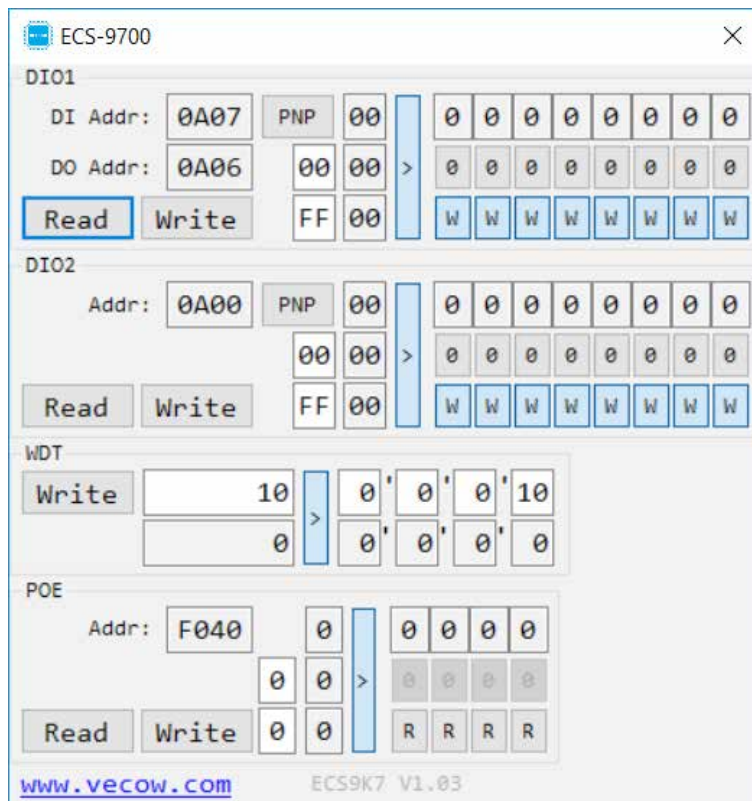 ECS-9700
DIO1
DI Addr: 0A07 PNP 00 0 0 0 0 0 0 0 0
DO Addr: 0A06 00 00 > 0 0 0 0 0 0 0 0
Read Write FF 00 W W W W W W W W
DIO2
Addr: 0A00 PNP 00 0 0 0 0 0 0 0 0
00 00 > 0 0 0 0 0 0 0 0
Read Write FF 00 W W W W W W W W
WDT
Write 10 > 0 ' 0 ' 0 ' 10
0 0 ' 0 ' 0 ' 0
POE
Addr: F040 0 0 0 0 0
0 0 > 0 0 0 0
Read Write 0 0 R R R R
www.vecow.com ECS9K7 V1.03